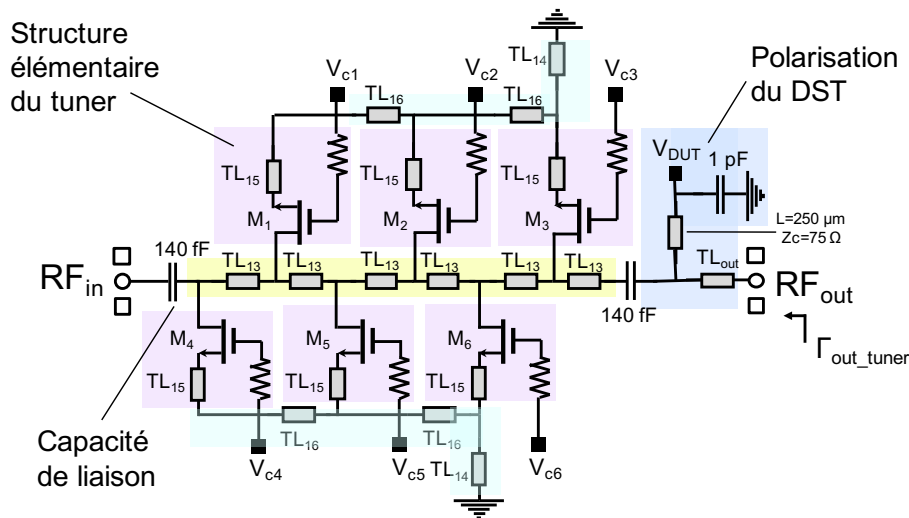 Structure
élémentaire
du tuner
TL14
Polarisation
du DST
Vc1
Vc2
Vc3
TL16
TL16
VDUT
1 pF
TL15
TL15
TL15
M1
M2
M3
L=250 µm
Zc=75 Ω
140 fF
TL13
TL13
TL13
TL13
TL13
TL13
TLout
RFin
RFout
140 fF
Γout_tuner
M4
M5
M6
TL15
TL15
TL15
TL16
TL16
Capacité
de liaison
Vc4
Vc5
TL14
Vc6